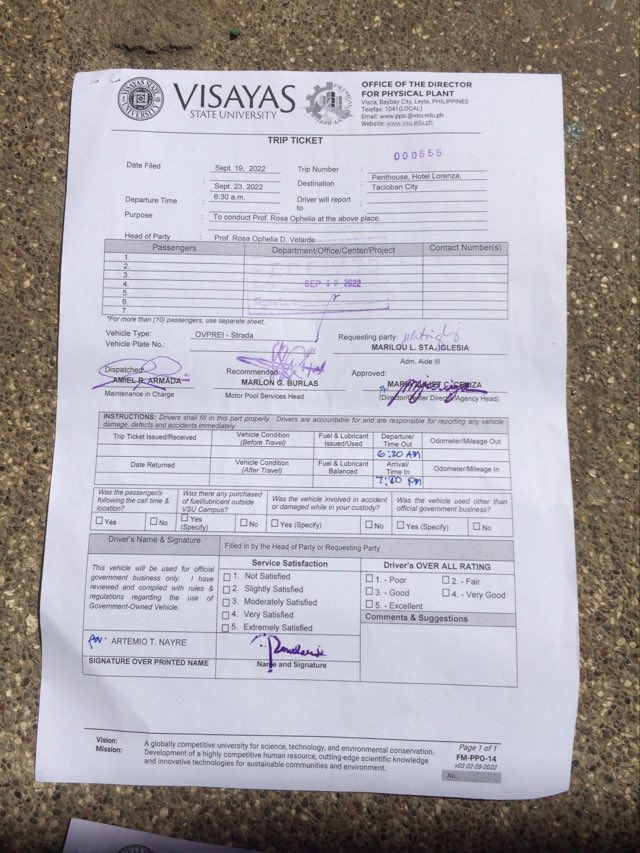 VISAYAS
STATE UNIVERSITY
OFFICE OF THE DIRECTOR
FOR PHYSICAL PLANT
Visca, Baybay City, Leyte, PHILIPPINES
Telefax: 1041(LOCAL)
Email: www.ppo.@vsu.edu.ph
Website: www.vsu.edu.ph
TRIP TICKET
000555
Date Filed : Sept. 19, 2022 Trip Number :
: Sept. 23. 2022 Destination : Penthouse, Hotel Lorenza, Tacloban City
Departure Time : 6:30 a.m. Driver will report to :
Purpose : To conduct Prof. Rosa Ophelia at the above place.
Head of Party : Prof. Rosa Ophelia D. Velarde
Passengers Department/Office/Center/Project Contact Number(s)
1.
2.
3.
4. SEP 19 2022
5.
6.
7.
*For more than (10) passengers, use separate sheet.
Vehicle Type: OVPREI - Strada Requesting party:
Vehicle Plate No.: MARILOU L. STA. IGLESIA
Adm. Aide III
Dispatched: Recommended: Approved:
AMIEL R. ARMADA MARLON G. BURLAS
Maintenance in Charge Motor Pool Services Head (Director/Center Director/Agency Head)
INSTRUCTIONS: Drivers shall fill in this part properly. Drivers are accountable for and are responsible for reporting any vehicle
damage, defects and accidents immediately
Trip Ticket Issued/Received Vehicle Condition (Before Travel) Fuel & Lubricant Issued/Used Departure/ Time Out Odometer/Mileage Out
6:30 AM
Date Returned Vehicle Condition (After Travel) Fuel & Lubricant Balanced Arrival/ Time In Odometer/Mileage In
7:00 PM
Was the passenger/s following the call time & location? Was there any purchased of fuel/lubricant outside VSU Campus? Was the vehicle involved in accident or damaged while in your custody? Was the vehicle used other than official government business?
Yes No Yes (Specify) No Yes (Specify) No Yes (Specify) No
Driver's Name & Signature Filled in by the Head of Party or Requesting Party
This vehicle will be used for official
government business only. I have
reviewed and complied with rules &
regulations regarding the use of
Government-Owned Vehicle.
Service Satisfaction
1. Not Satisfied
2. Slightly Satisfied
3. Moderately Satisfied
4. Very Satisfied
5. Extremely Satisfied
Driver's OVER ALL RATING
1. - Poor 2. - Fair
3. - Good 4. - Very Good
5. - Excellent
Comments & Suggestions
ARTEMIO T. NAYRE
SIGNATURE OVER PRINTED NAME Name and Signature
Vision: A globally competitive university for science, technology, and environmental conservation.
Mission: Development of a highly competitive human resource, cutting-edge scientific knowledge
and innovative technologies for sustainable communities and environment.
Page 1 of 1
FM-PPO-14
v03 02-28-2022
No.